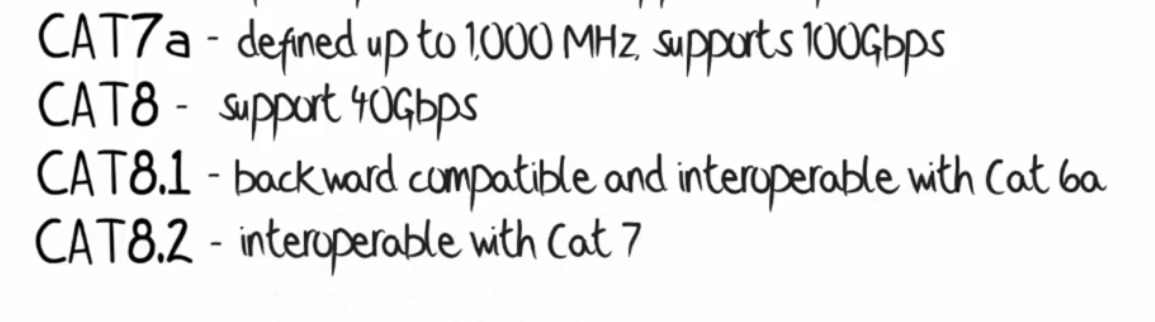 CAT7a - defined up to 1,000 MHz, supports 100Gbps
CAT8 - support 40Gbps
CAT8.1 - backward compatible and interoperable with Cat 6a
CAT8.2 - interoperable with Cat 7